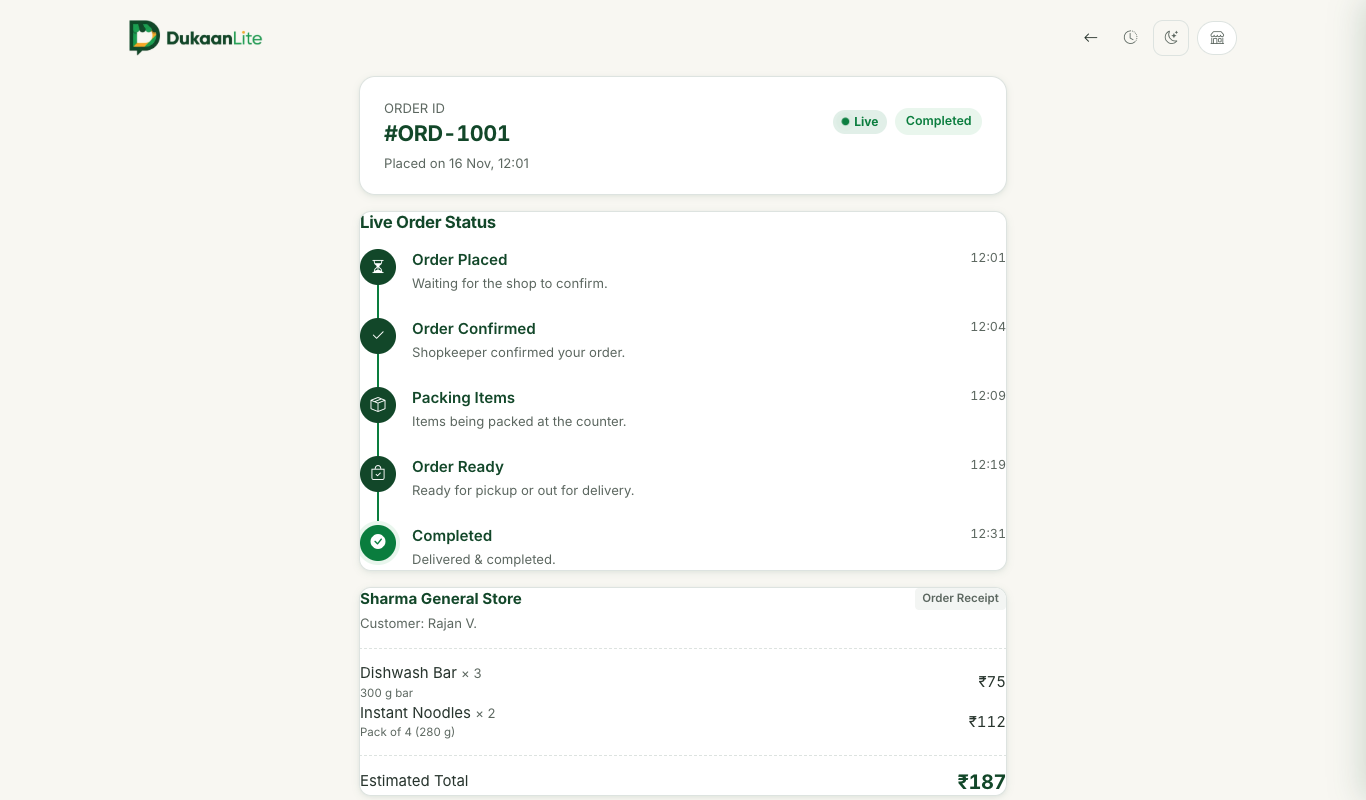 DukaanLite
ORDER ID
#ORD-1001
Placed on 16 Nov, 12:01
Live
Completed
Live Order Status
Order Placed
12:01
Waiting for the shop to confirm.
Order Confirmed
12:04
Shopkeeper confirmed your order.
Packing Items
12:09
Items being packed at the counter.
Order Ready
12:19
Ready for pickup or out for delivery.
Completed
12:31
Delivered & completed.
Sharma General Store
Order Receipt
Customer: Rajan V.
Dishwash Bar × 3
₹75
300 g bar
Instant Noodles × 2
₹112
Pack of 4 (280 g)
Estimated Total
₹187